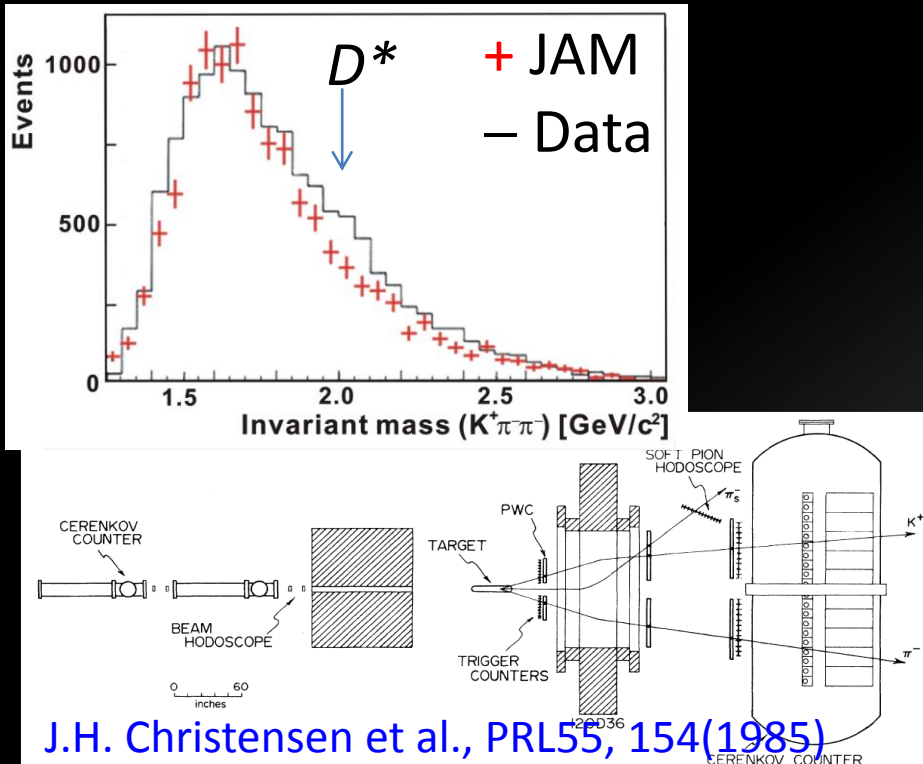 Events
1000
500
0
D*
+ JAM
– Data
1.5 2.0 2.5 3.0
Invariant mass (K⁺π⁻π⁻) [GeV/c²]
SOFT PION
HODOSCOPE
πₛ⁻
K⁺
PWC
CERENKOV
COUNTER
TARGET
BEAM
HODOSCOPE
TRIGGER
COUNTERS
π⁻
0 60
inches
120D36
J.H. Christensen et al., PRL55, 154(1985)
CERENKOV COUNTER